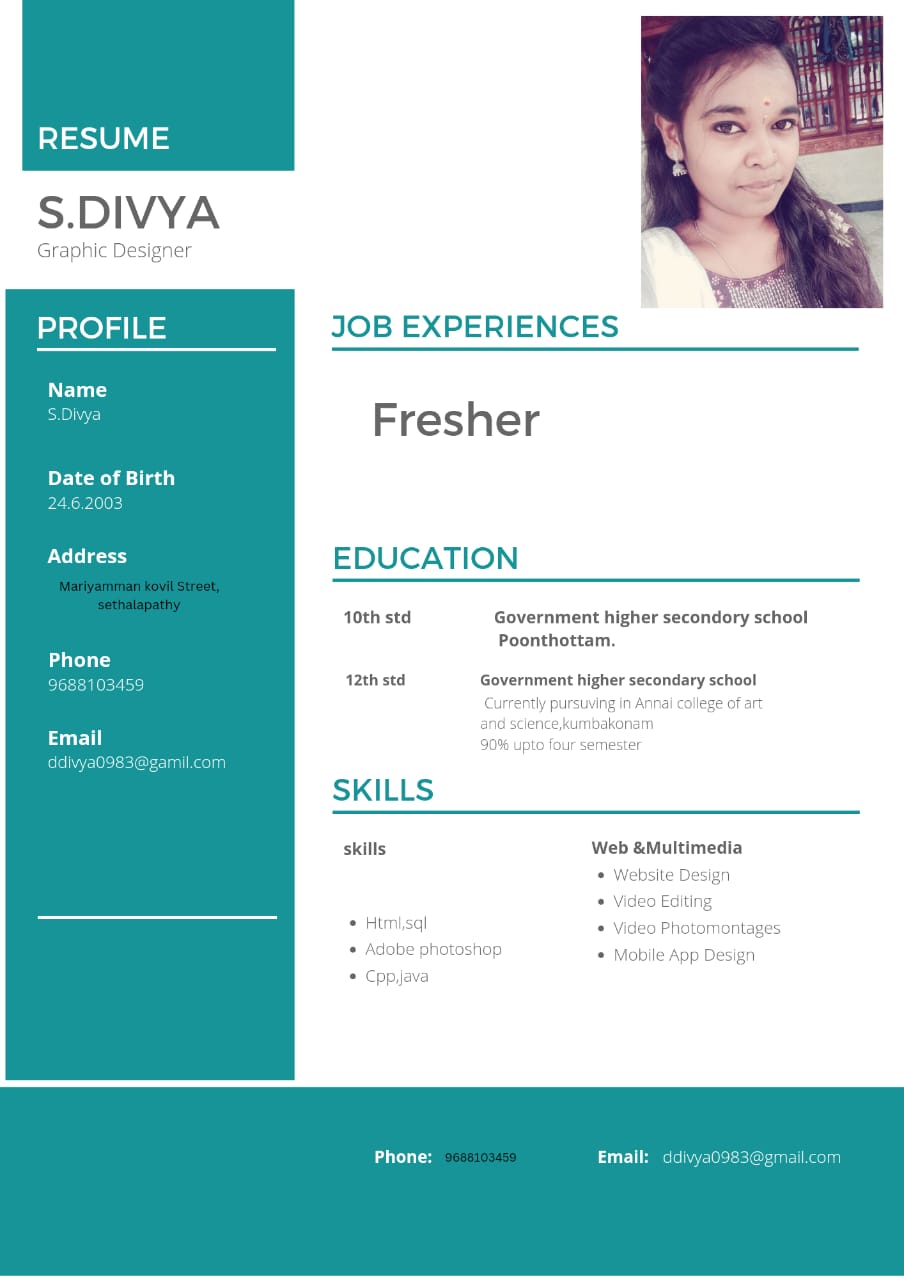 RESUME
S.DIVYA
Graphic Designer
PROFILE
Name
S.Divya
Date of Birth
24.6.2003
Address
Mariyamman kovil Street,
sethalapathy
Phone
9688103459
Email
ddivya0983@gamil.com
JOB EXPERIENCES
Fresher
EDUCATION
10th std Government higher secondory school
Poonthottam.
12th std Government higher secondary school
Currently pursuving in Annai college of art
and science,kumbakonam
90% upto four semester
SKILLS
skills
Html,sql
Adobe photoshop
Cpp,java
Web &Multimedia
Website Design
Video Editing
Video Photomontages
Mobile App Design
Phone: 9688103459 Email: ddivya0983@gmail.com